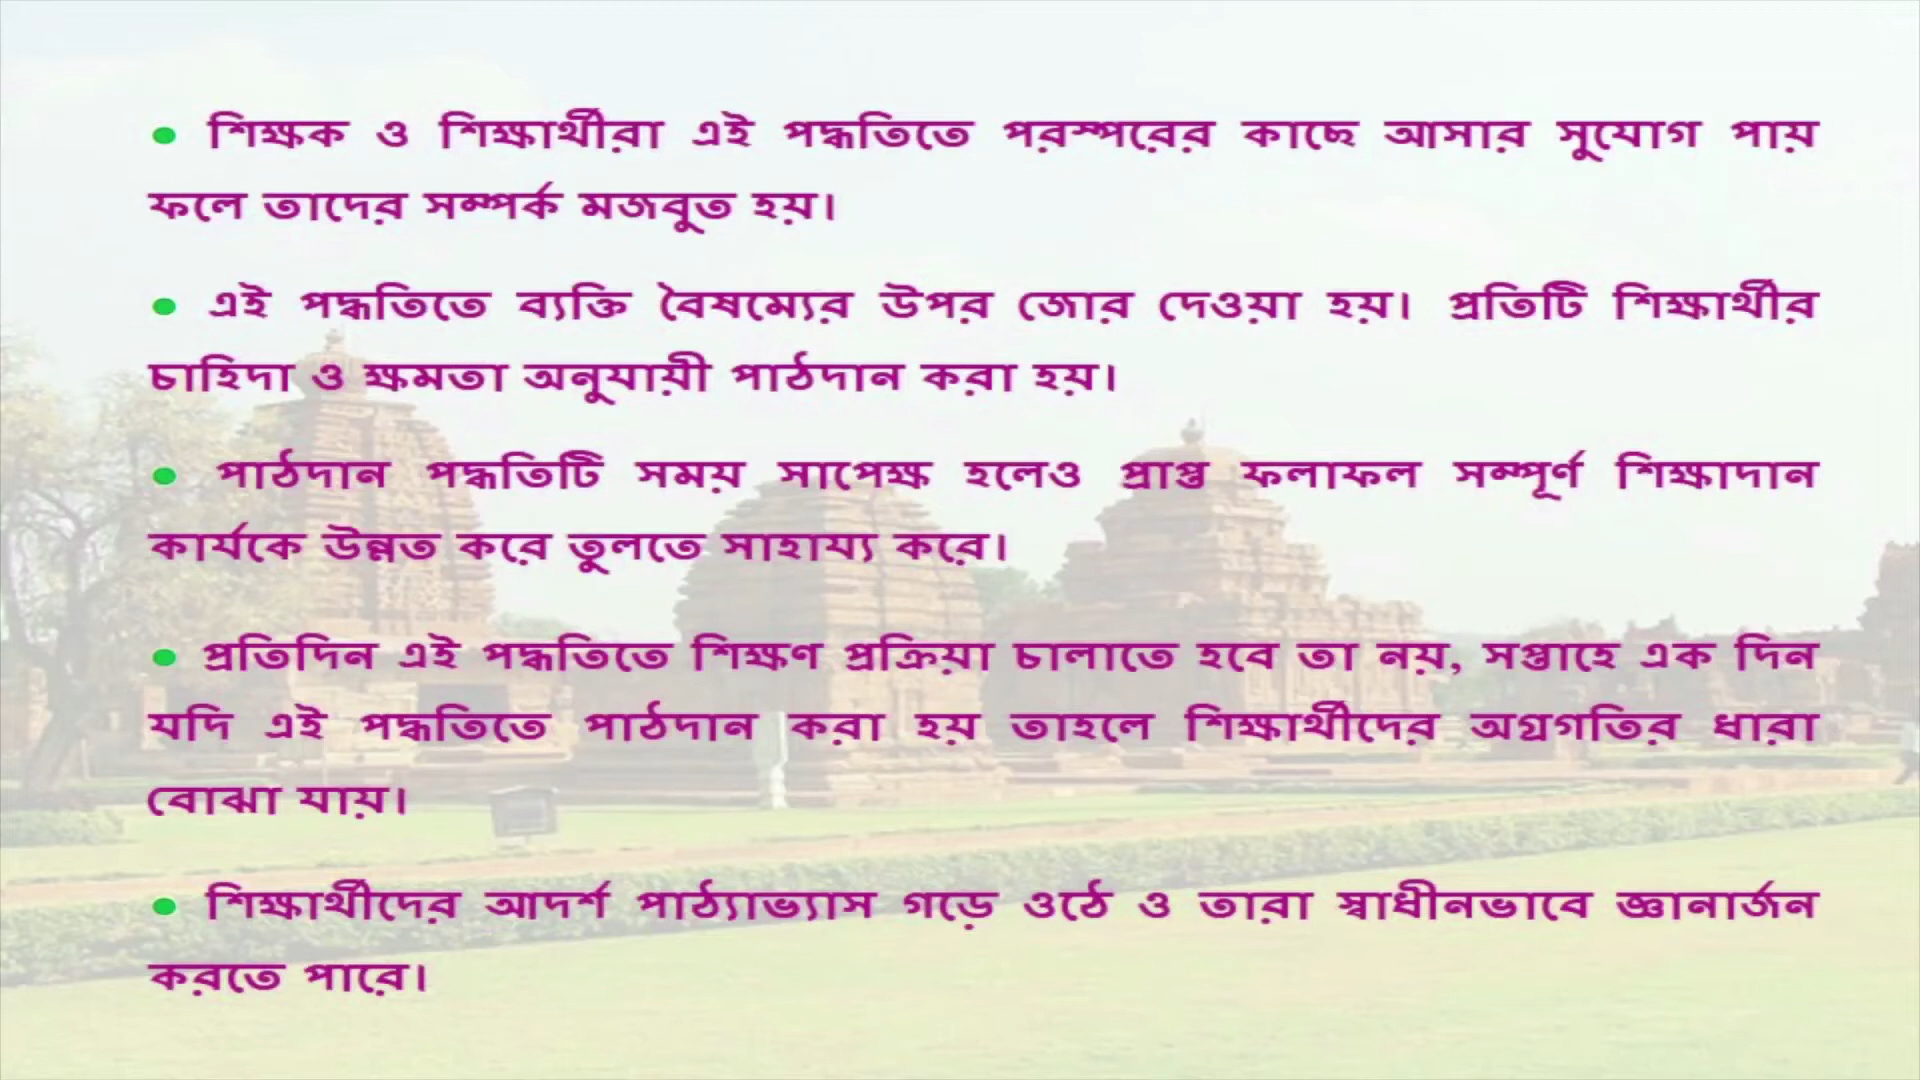 • শিক্ষক ও শিক্ষার্থীরা এই পদ্ধতিতে পরস্পরের কাছে আসার সুযোগ পায়
ফলে তাদের সম্পর্ক মজবুত হয়।
• এই পদ্ধতিতে ব্যক্তি বৈষম্যের উপর জোর দেওয়া হয়। প্রতিটি শিক্ষার্থীর
চাহিদা ও ক্ষমতা অনুযায়ী পাঠদান করা হয়।
• পাঠদান পদ্ধতিটি সময় সাপেক্ষ হলেও প্রাপ্ত ফলাফল সম্পূর্ণ শিক্ষাদান
কার্যকে উন্নত করে তুলতে সাহায্য করে।
• প্রতিদিন এই পদ্ধতিতে শিক্ষণ প্রক্রিয়া চালাতে হবে তা নয়, সপ্তাহে এক দিন
যদি এই পদ্ধতিতে পাঠদান করা হয় তাহলে শিক্ষার্থীদের অগ্রগতির ধারা
বোঝা যায়।
• শিক্ষার্থীদের আদর্শ পাঠ্যাভ্যাস গড়ে ওঠে ও তারা স্বাধীনভাবে জ্ঞানার্জন
করতে পারে।